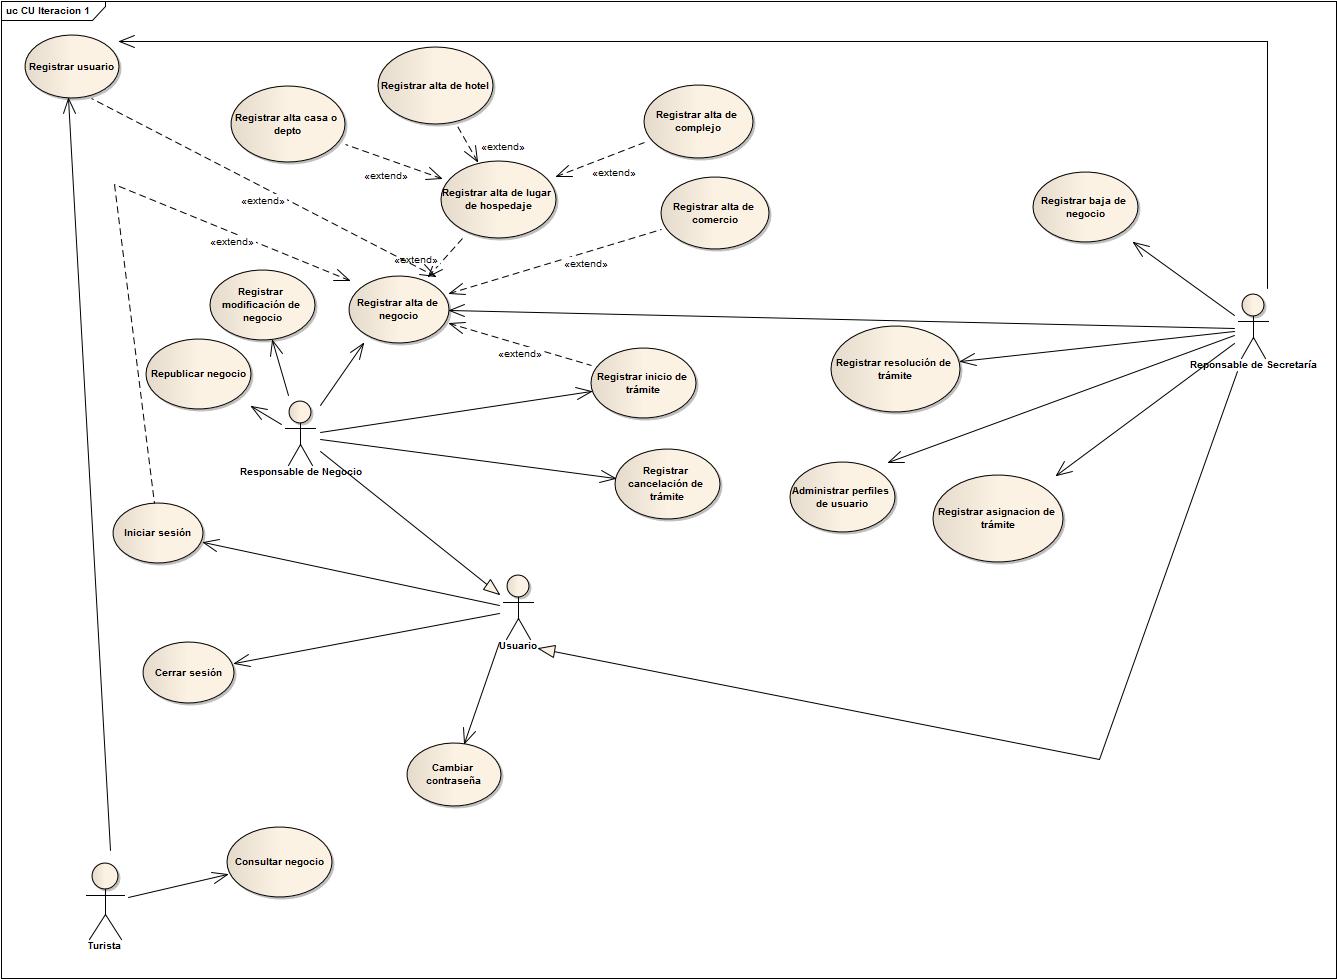 uc CU Iteracion 1
Registrar usuario
Registrar alta de hotel
Registrar alta casa o
depto
Registrar alta de
complejo
«extend»
«extend»
«extend»
Registrar alta de lugar
de hospedaje
Registrar alta de
comercio
Registrar baja de
negocio
«extend»
«extend»
«extend»
«extend»
Registrar
modificación de
negocio
Registrar alta de
negocio
«extend»
Republicar negocio
Registrar inicio de
trámite
Registrar resolución de
trámite
Reponsable de Secretaría
Responsable de Negocio
Registrar
cancelación de
trámite
Administrar perfiles
de usuario
Registrar asignacion de
trámite
Iniciar sesión
Usuario
Cerrar sesión
Cambiar
contraseña
Consultar negocio
Turista